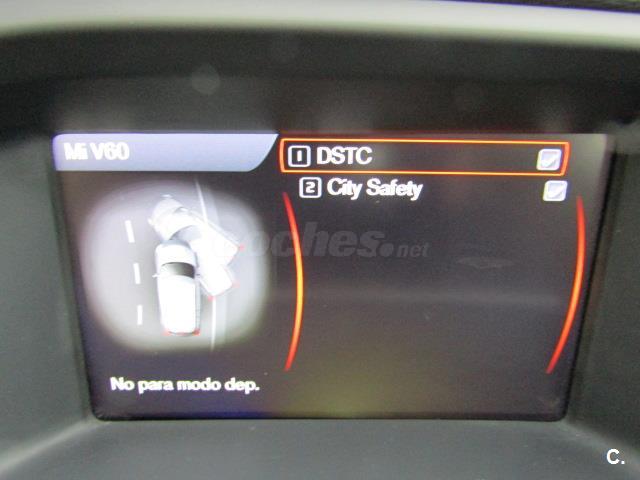 Mi V60
1 DSTC
2 City Safety
coches.net
No para modo dep.
C.